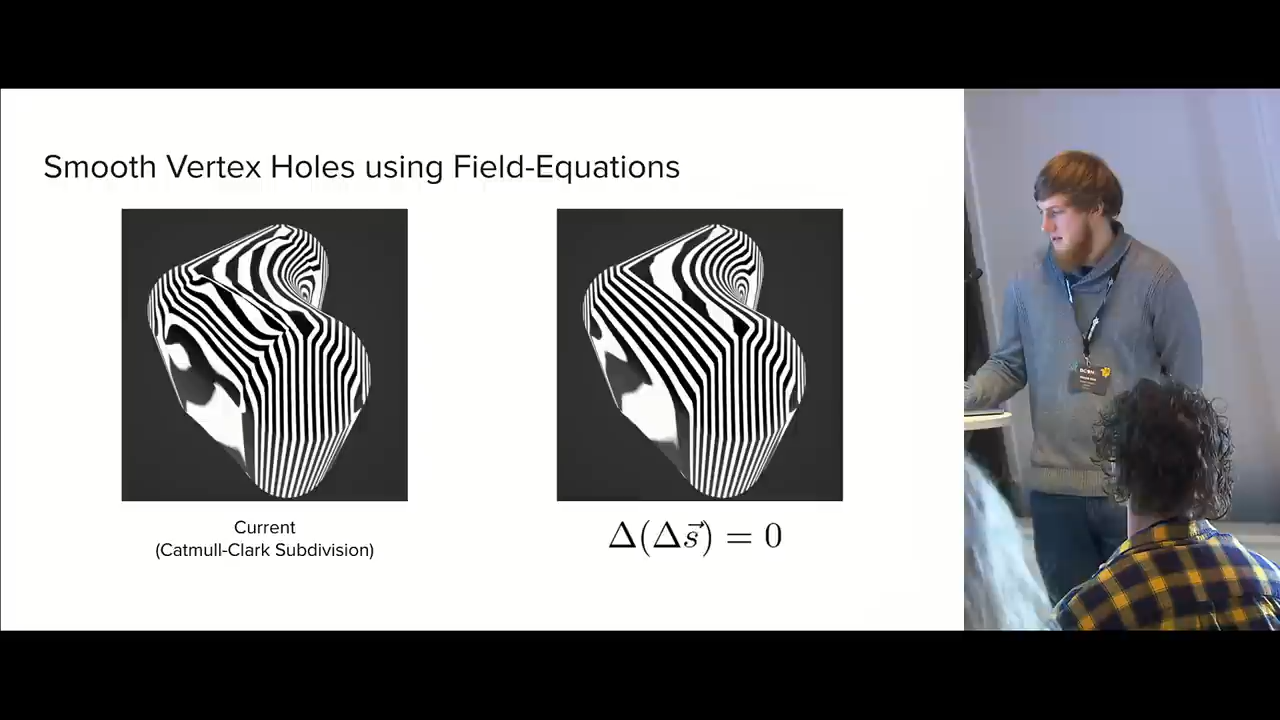 Smooth Vertex Holes using Field-Equations
Current
(Catmull-Clark Subdivision)
Δ(Δs⃗) = 0